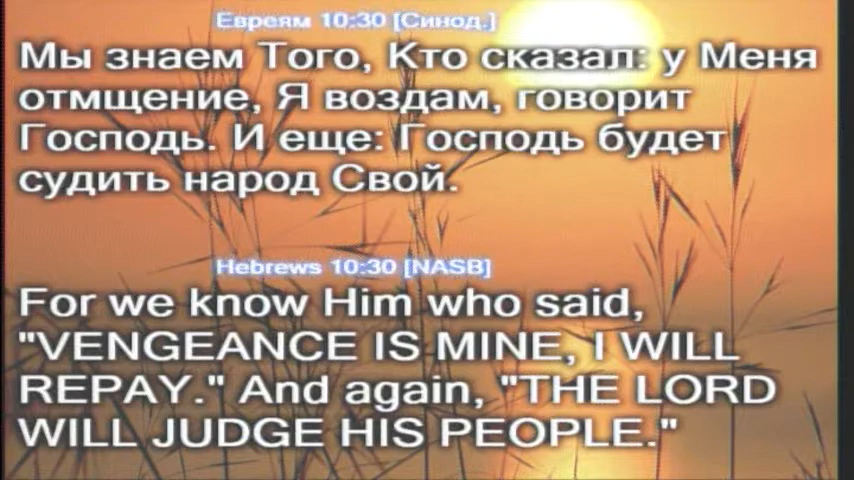 Евреям 10:30 [Синод.]
Мы знаем Того, Кто сказал: у Меня
отмщение, Я воздам, говорит
Господь. И еще: Господь будет
судить народ Свой.
Hebrews 10:30 [NASB]
For we know Him who said,
"VENGEANCE IS MINE, I WILL
REPAY." And again, "THE LORD
WILL JUDGE HIS PEOPLE."